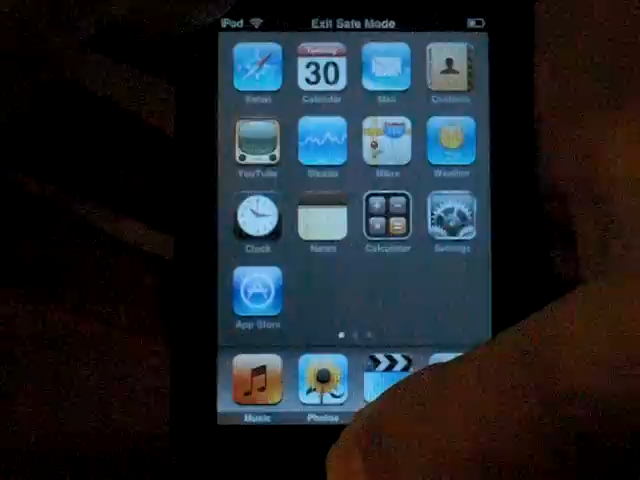 iPod Exit Safe Mode
Tuesday
30
Safari Calendar Mail Contacts
YouTube Stocks Maps Weather
Clock Notes Calculator Settings
App Store
Music Photos